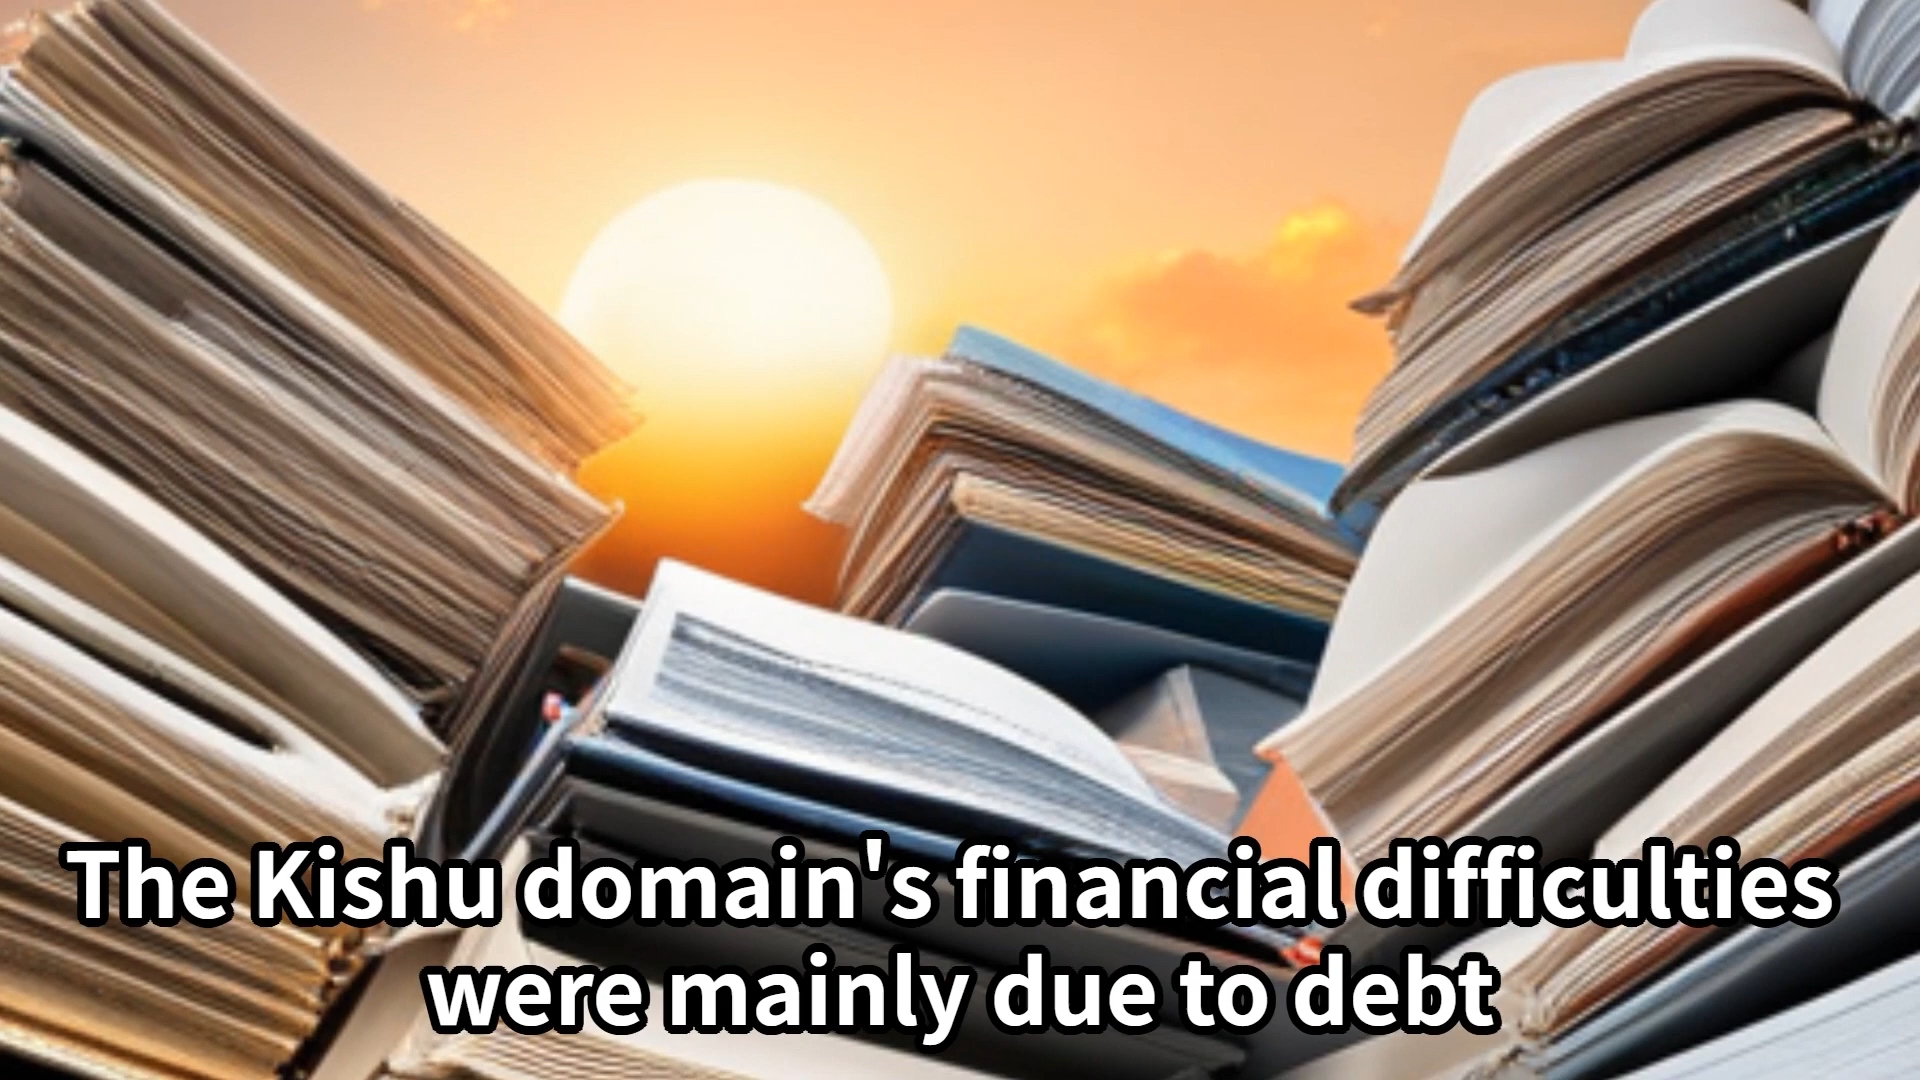 The Kishu domain's financial difficulties
were mainly due to debt